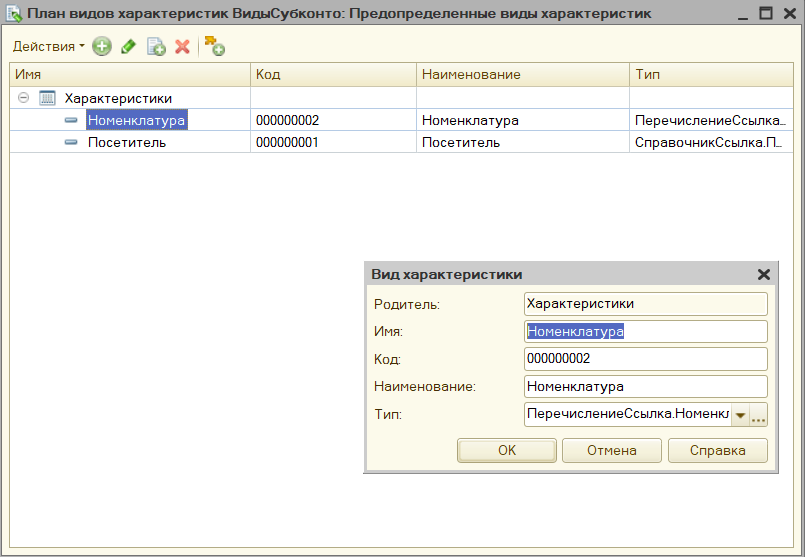 План видов характеристик ВидыСубконто: Предопределенные виды характеристик
Действия
Имя Код Наименование Тип
Характеристики
Номенклатура 000000002 Номенклатура ПеречислениеСсылка...
Посетитель 000000001 Посетитель СправочникСсылка.П...
Вид характеристики
Родитель: Характеристики
Имя: Номенклатура
Код: 000000002
Наименование: Номенклатура
Тип: ПеречислениеСсылка.Номенкл ...
OK Отмена Справка